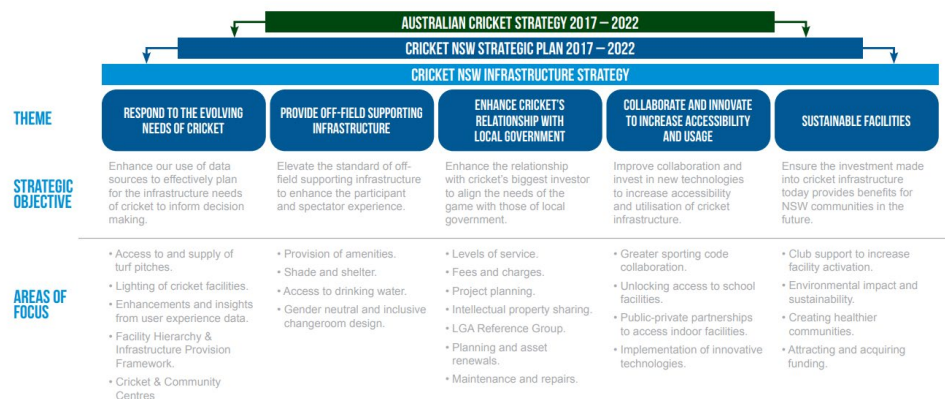 AUSTRALIAN CRICKET STRATEGY 2017 – 2022
CRICKET NSW STRATEGIC PLAN 2017 – 2022
CRICKET NSW INFRASTRUCTURE STRATEGY
THEME
RESPOND TO THE EVOLVING
NEEDS OF CRICKET
PROVIDE OFF-FIELD SUPPORTING
INFRASTRUCTURE
ENHANCE CRICKET'S
RELATIONSHIP WITH
LOCAL GOVERNMENT
COLLABORATE AND INNOVATE
TO INCREASE ACCESSIBILITY
AND USAGE
SUSTAINABLE FACILITIES
STRATEGIC
OBJECTIVE
Enhance our use of data
sources to effectively plan
for the infrastructure needs
of cricket to inform decision
making.
Elevate the standard of off-
field supporting infrastructure
to enhance the participant
and spectator experience.
Enhance the relationship
with cricket's biggest investor
to align the needs of the
game with those of local
government.
Improve collaboration and
invest in new technologies
to increase accessibility
and utilisation of cricket
infrastructure.
Ensure the investment made
into cricket infrastructure
today provides benefits for
NSW communities in the
future.
AREAS OF
FOCUS
• Access to and supply of
turf pitches.
• Lighting of cricket facilities.
• Enhancements and insights
from user experience data.
• Facility Hierarchy &
Infrastructure Provision
Framework.
• Cricket & Community
Centres
• Provision of amenities.
• Shade and shelter.
• Access to drinking water.
• Gender neutral and inclusive
changeroom design.
• Levels of service.
• Fees and charges.
• Project planning.
• Intellectual property sharing.
• LGA Reference Group.
• Planning and asset
renewals.
• Maintenance and repairs.
• Greater sporting code
collaboration.
• Unlocking access to school
facilities.
• Public-private partnerships
to access indoor facilities.
• Implementation of innovative
technologies.
• Club support to increase
facility activation.
• Environmental impact and
sustainability.
• Creating healthier
communities.
• Attracting and acquiring
funding.